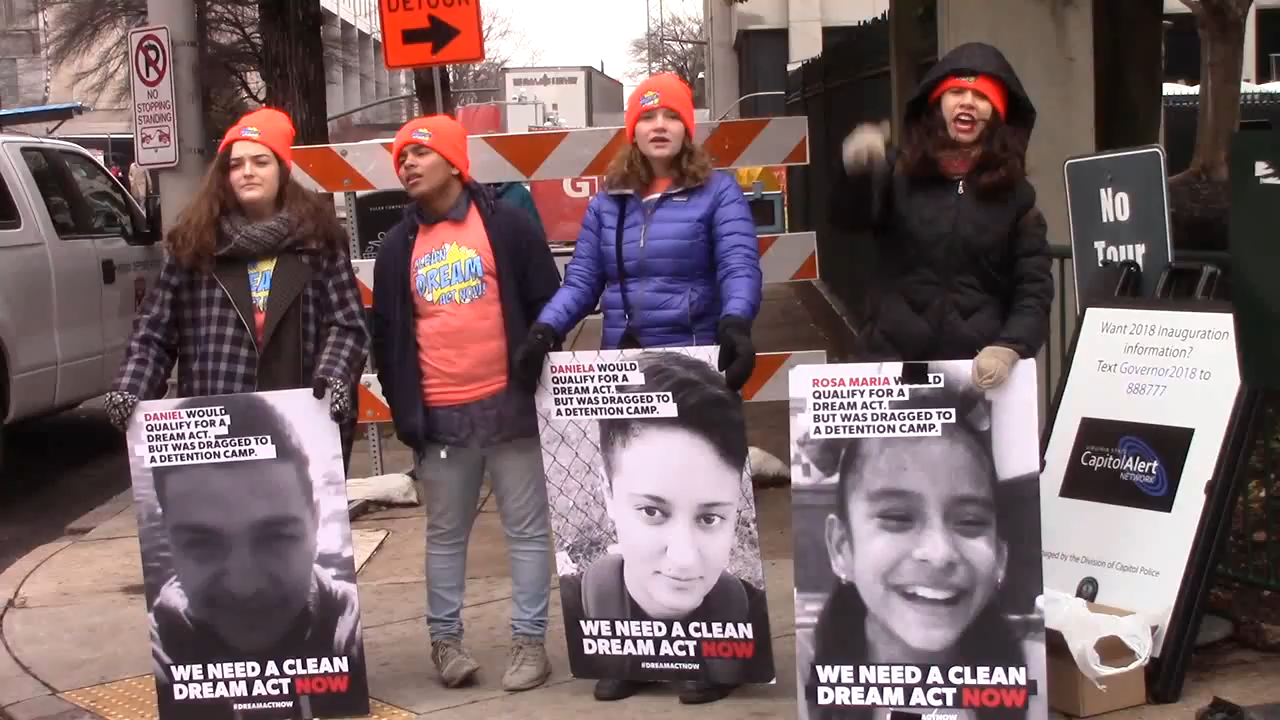 DETOUR
NO
STOPPING
STANDING
CLEAN
DREAM
ACT NOW!
G
No
Tour
Want 2018 Inauguration
information?
Text Governor2018 to
888777
CapitolAlert
NETWORK
by the Division of Capitol Police
DANIEL WOULD
QUALIFY FOR A
DREAM ACT.
BUT WAS DRAGGED TO
A DETENTION CAMP.
WE NEED A CLEAN
DREAM ACT NOW
#DREAMACTNOW
DANIELA WOULD
QUALIFY FOR A
DREAM ACT.
BUT WAS DRAGGED TO
A DETENTION CAMP.
WE NEED A CLEAN
DREAM ACT NOW
#DREAMACTNOW
ROSA MARIA WOULD
QUALIFY FOR A
DREAM ACT.
BUT WAS DRAGGED TO
A DETENTION CAMP.
WE NEED A CLEAN
DREAM ACT NOW